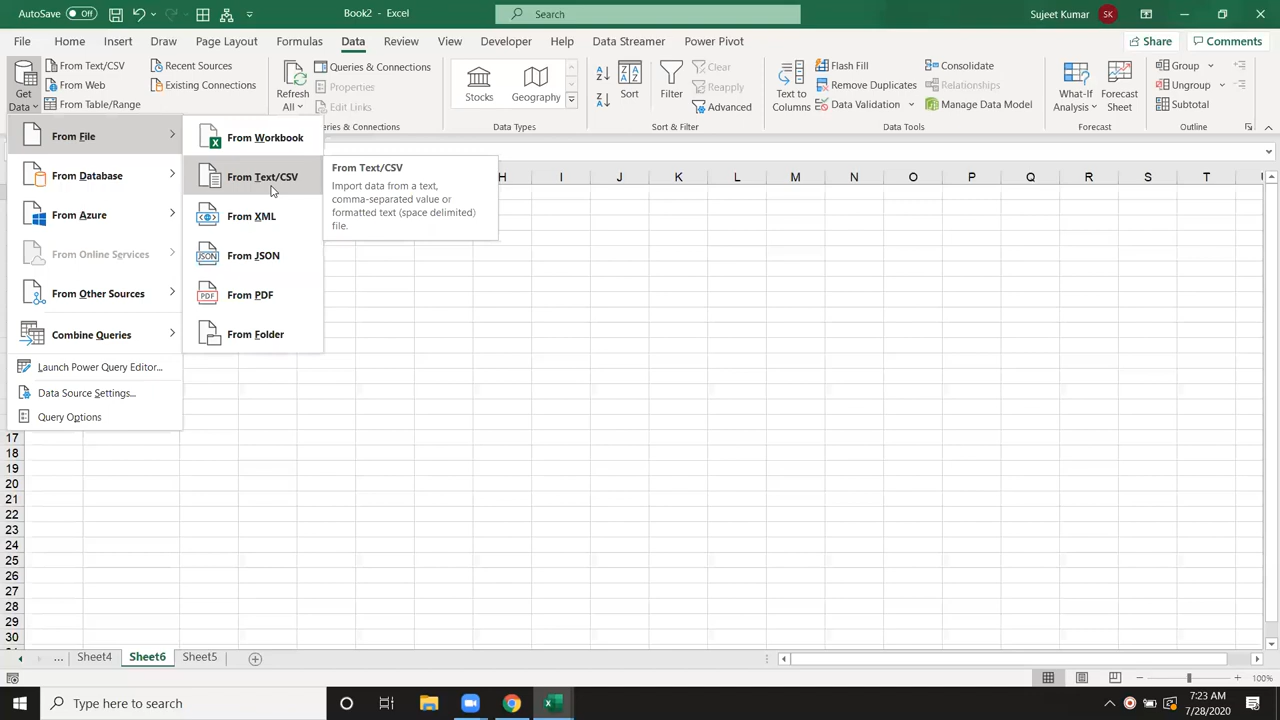 AutoSave Off Book2 - Excel Search Sujeet Kumar SK
File Home Insert Draw Page Layout Formulas Data Review View Developer Help Data Streamer Power Pivot Share Comments
Get Data
From Text/CSV
From Web
From Table/Range
Recent Sources
Existing Connections
Refresh All
Queries & Connections
Properties
Edit Links
Stocks
Geography
Sort
Filter
Clear
Reapply
Advanced
Text to Columns
Flash Fill
Remove Duplicates
Data Validation
Consolidate
Relationships
Manage Data Model
What-If Analysis
Forecast Sheet
Group
Ungroup
Subtotal
eries & Connections Data Types Sort & Filter Data Tools Forecast Outline
From File
From Database
From Azure
From Online Services
From Other Sources
Combine Queries
Launch Power Query Editor...
Data Source Settings...
Query Options
From Workbook
From Text/CSV
From XML
From JSON
From PDF
From Folder
From Text/CSV
Import data from a text,
comma-separated value or
formatted text (space delimited)
file.
H I J K L M N O P Q R S T
17
18
19
20
21
22
23
24
25
26
27
28
29
30
... Sheet4 Sheet6 Sheet5
100%
Type here to search
7:23 AM
7/28/2020
3